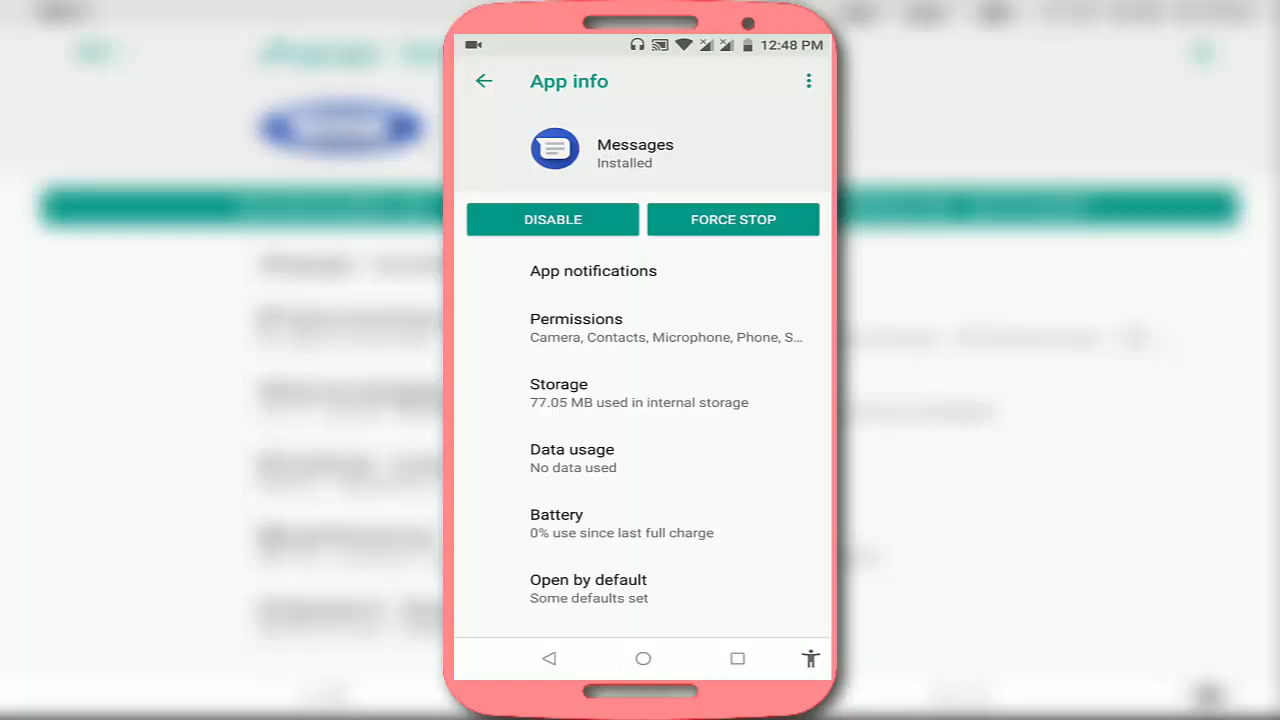 12:48 PM
App info
Messages
Installed
DISABLE
FORCE STOP
App notifications
Permissions
Camera, Contacts, Microphone, Phone, S...
Storage
77.05 MB used in internal storage
Data usage
No data used
Battery
0% use since last full charge
Open by default
Some defaults set